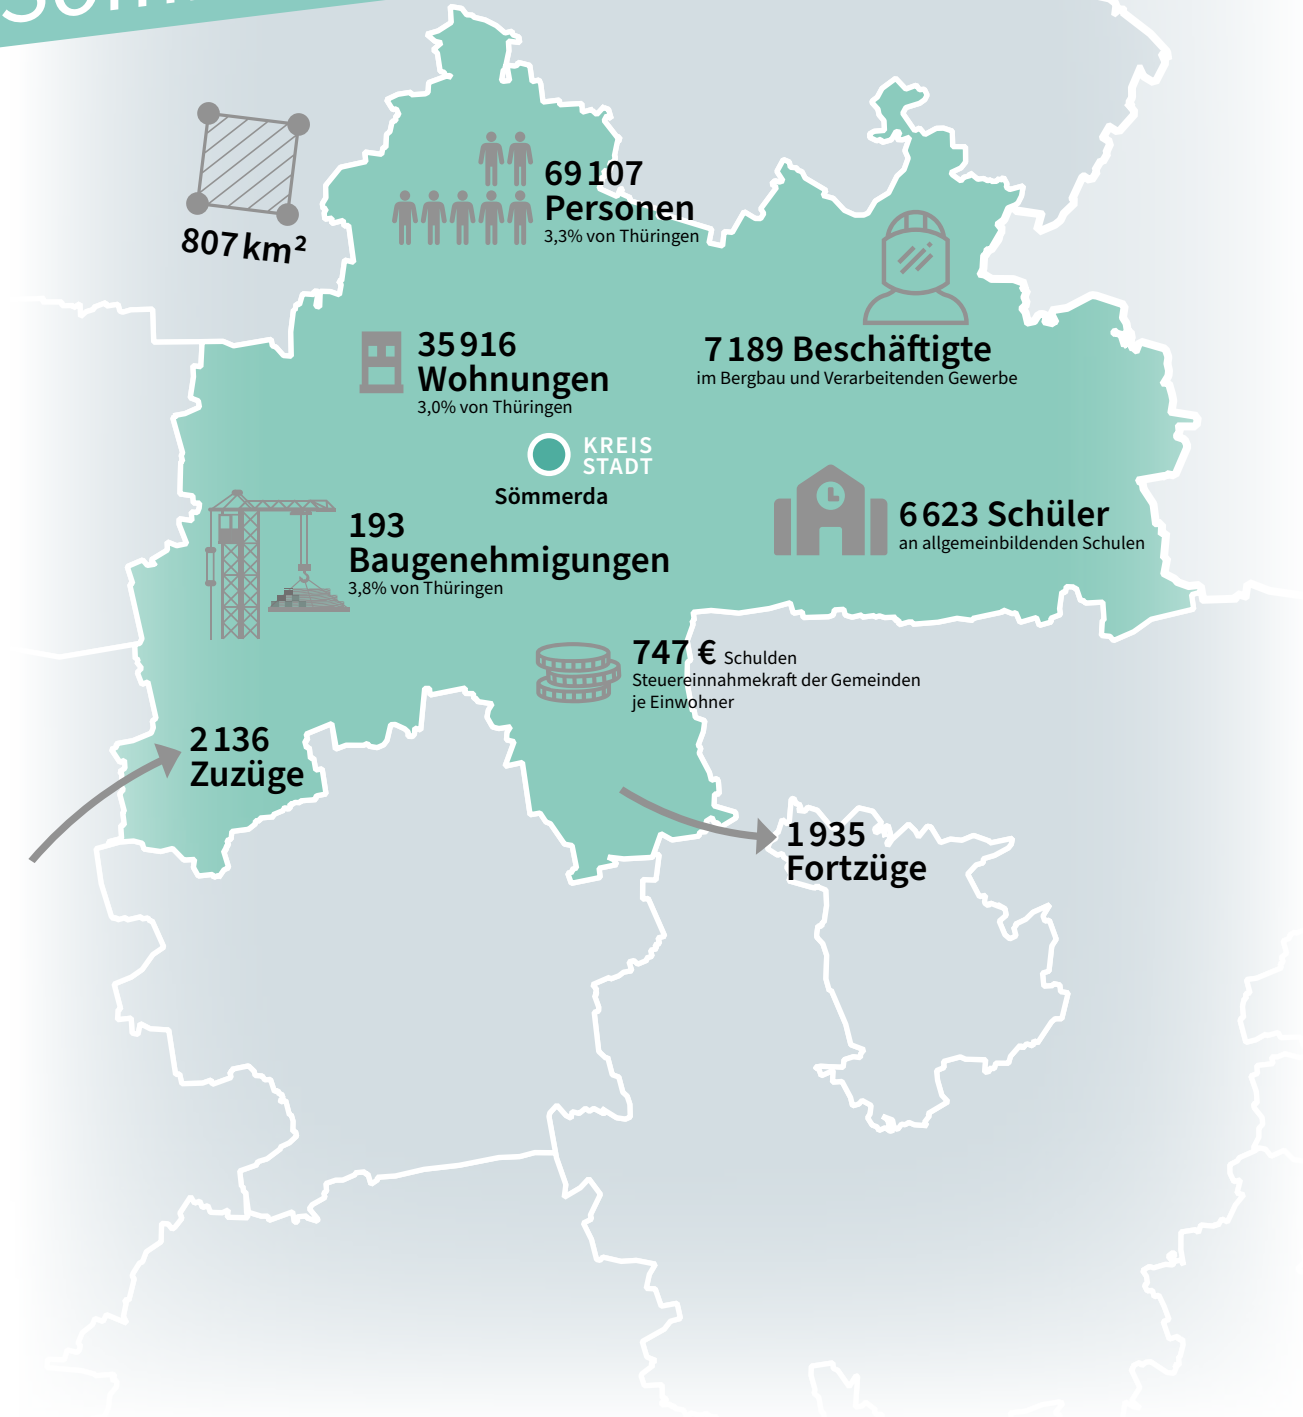 807 km²
69 107
Personen
3,3% von Thüringen
35 916
Wohnungen
3,0% von Thüringen
7 189 Beschäftigte
im Bergbau und Verarbeitenden Gewerbe
KREIS
STADT
Sömmerda
193
Baugenehmigungen
3,8% von Thüringen
6 623 Schüler
an allgemeinbildenden Schulen
747 € Schulden
Steuereinnahmekraft der Gemeinden
je Einwohner
2 136
Zuzüge
1 935
Fortzüge